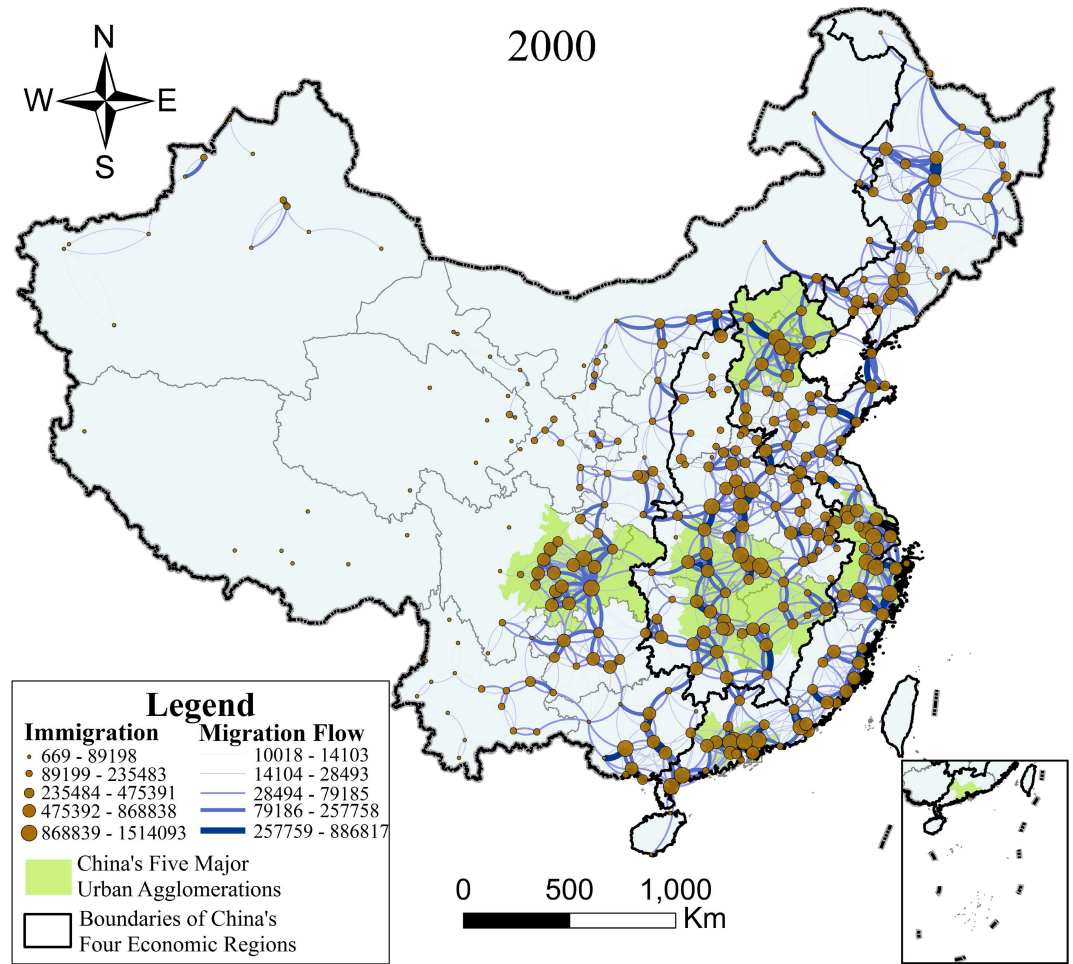 2000
N
W E
S
Legend
Immigration Migration Flow
669 - 89198 10018 - 14103
89199 - 235483 14104 - 28493
235484 - 475391 28494 - 79185
475392 - 868838 79186 - 257758
868839 - 1514093 257759 - 886817
China's Five Major
Urban Agglomerations
Boundaries of China's
Four Economic Regions
0 500 1,000
Km